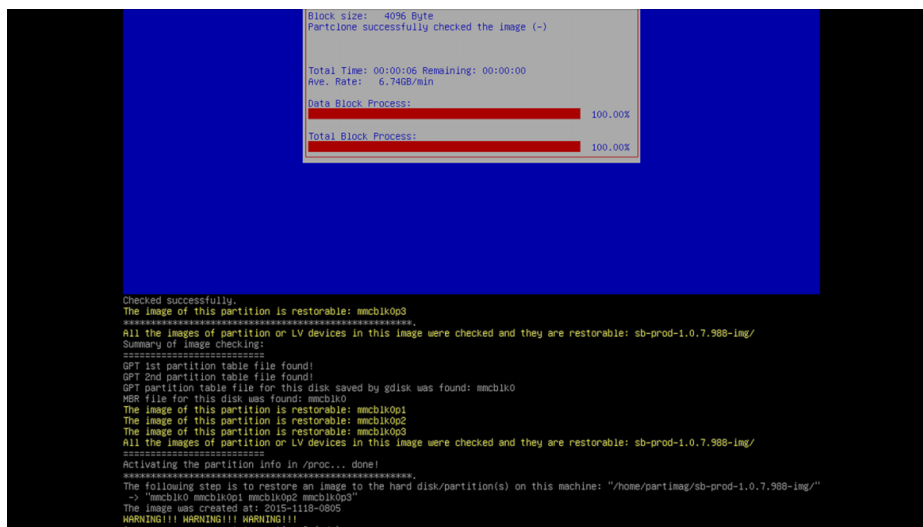 Block size: 4096 Byte
Partclone successfully checked the image (-)
Total Time: 00:00:06 Remaining: 00:00:00
Ave. Rate: 6.74GB/min
Data Block Process:
100.00%
Total Block Process:
100.00%
Checked successfully.
The image of this partition is restorable: mmcblk0p3
*****************************************************.
All the images of partition or LV devices in this image were checked and they are restorable: sb-prod-1.0.7.988-img/
Summary of image checking:
==========================
GPT 1st partition table file found!
GPT 2nd partition table file found!
GPT partition table file for this disk saved by gdisk was found: mmcblk0
MBR file for this disk was found: mmcblk0
The image of this partition is restorable: mmcblk0p1
The image of this partition is restorable: mmcblk0p2
The image of this partition is restorable: mmcblk0p3
All the images of partition or LV devices in this image were checked and they are restorable: sb-prod-1.0.7.988-img/
==========================
Activating the partition info in /proc... done!
*****************************************************.
The following step is to restore an image to the hard disk/partition(s) on this machine: "/home/partimag/sb-prod-1.0.7.988-img/"
-> "mmcblk0 mmcblk0p1 mmcblk0p2 mmcblk0p3"
The image was created at: 2015-1118-0805
WARNING!!! WARNING!!! WARNING!!!